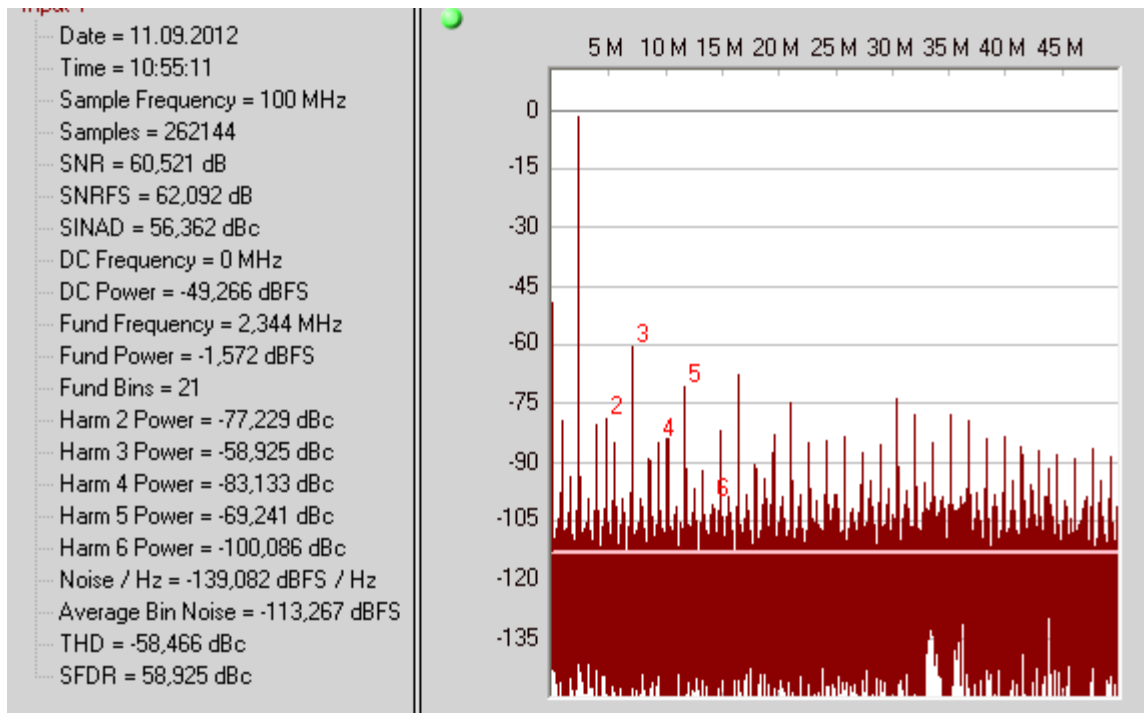 Input 1
Date = 11.09.2012
Time = 10:55:11
Sample Frequency = 100 MHz
Samples = 262144
SNR = 60,521 dB
SNRFS = 62,092 dB
SINAD = 56,362 dBc
DC Frequency = 0 MHz
DC Power = -49,266 dBFS
Fund Frequency = 2,344 MHz
Fund Power = -1,572 dBFS
Fund Bins = 21
Harm 2 Power = -77,229 dBc
Harm 3 Power = -58,925 dBc
Harm 4 Power = -83,133 dBc
Harm 5 Power = -69,241 dBc
Harm 6 Power = -100,086 dBc
Noise / Hz = -139,082 dBFS / Hz
Average Bin Noise = -113,267 dBFS
THD = -58,466 dBc
SFDR = 58,925 dBc
5 M 10 M 15 M 20 M 25 M 30 M 35 M 40 M 45 M
0
-15
-30
-45
-60
-75
-90
-105
-120
-135
3
5
2
4
6